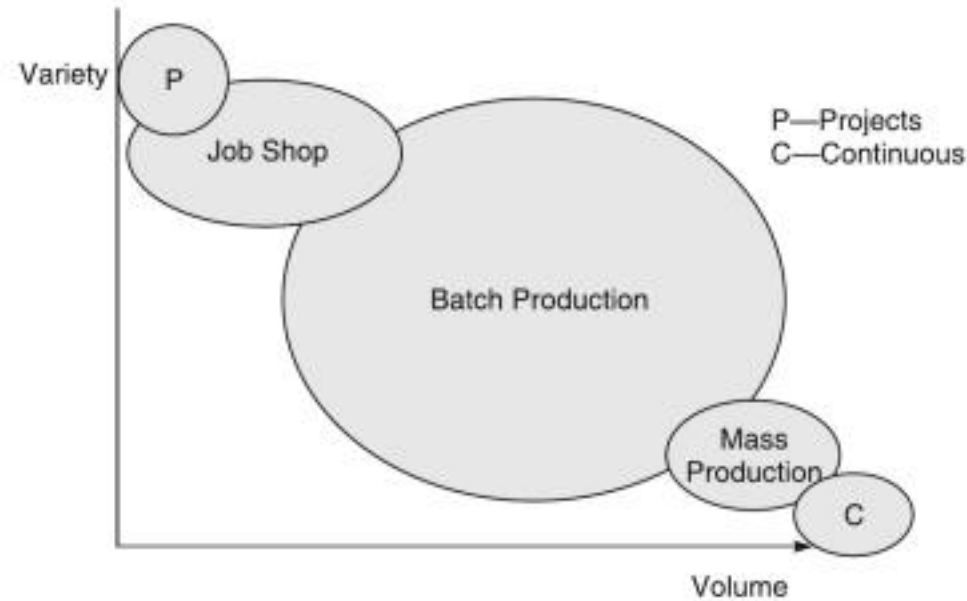 Variety
P
Job Shop
P—Projects
C—Continuous
Batch Production
Mass
Production
C
Volume